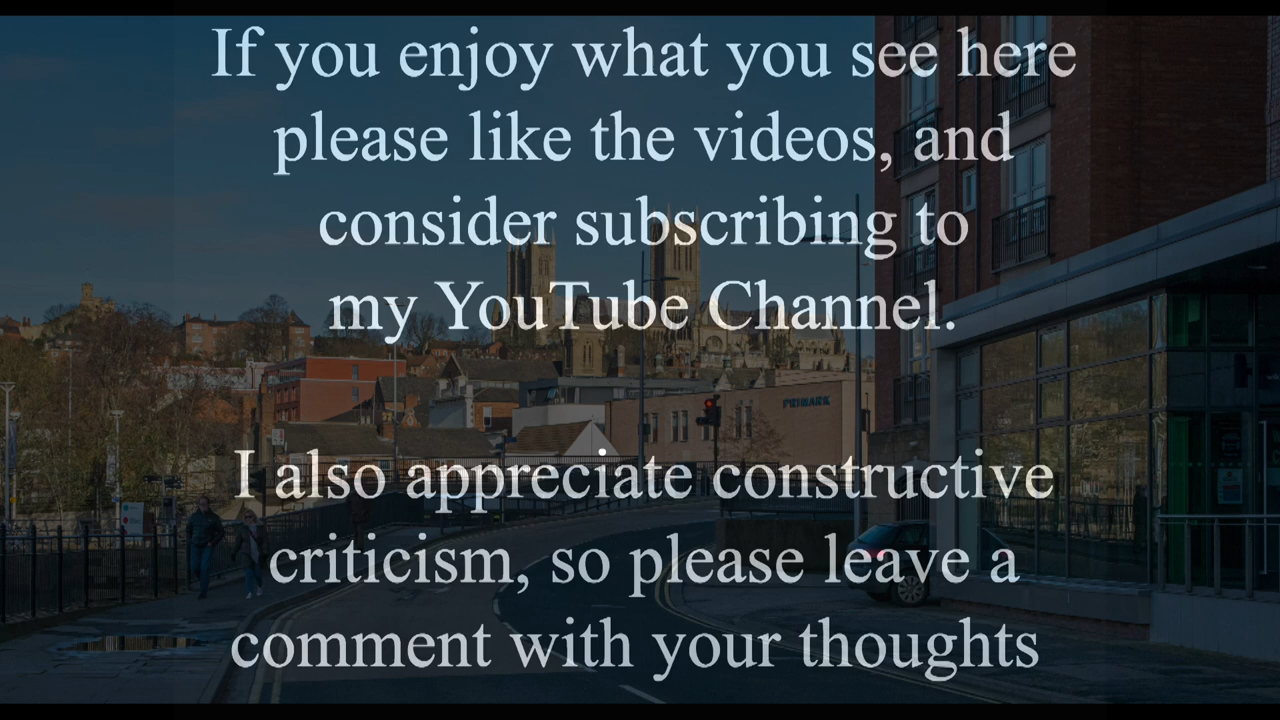 If you enjoy what you see here
please like the videos, and
consider subscribing to
my YouTube Channel.
PRIMARK
I also appreciate constructive
criticism, so please leave a
comment with your thoughts